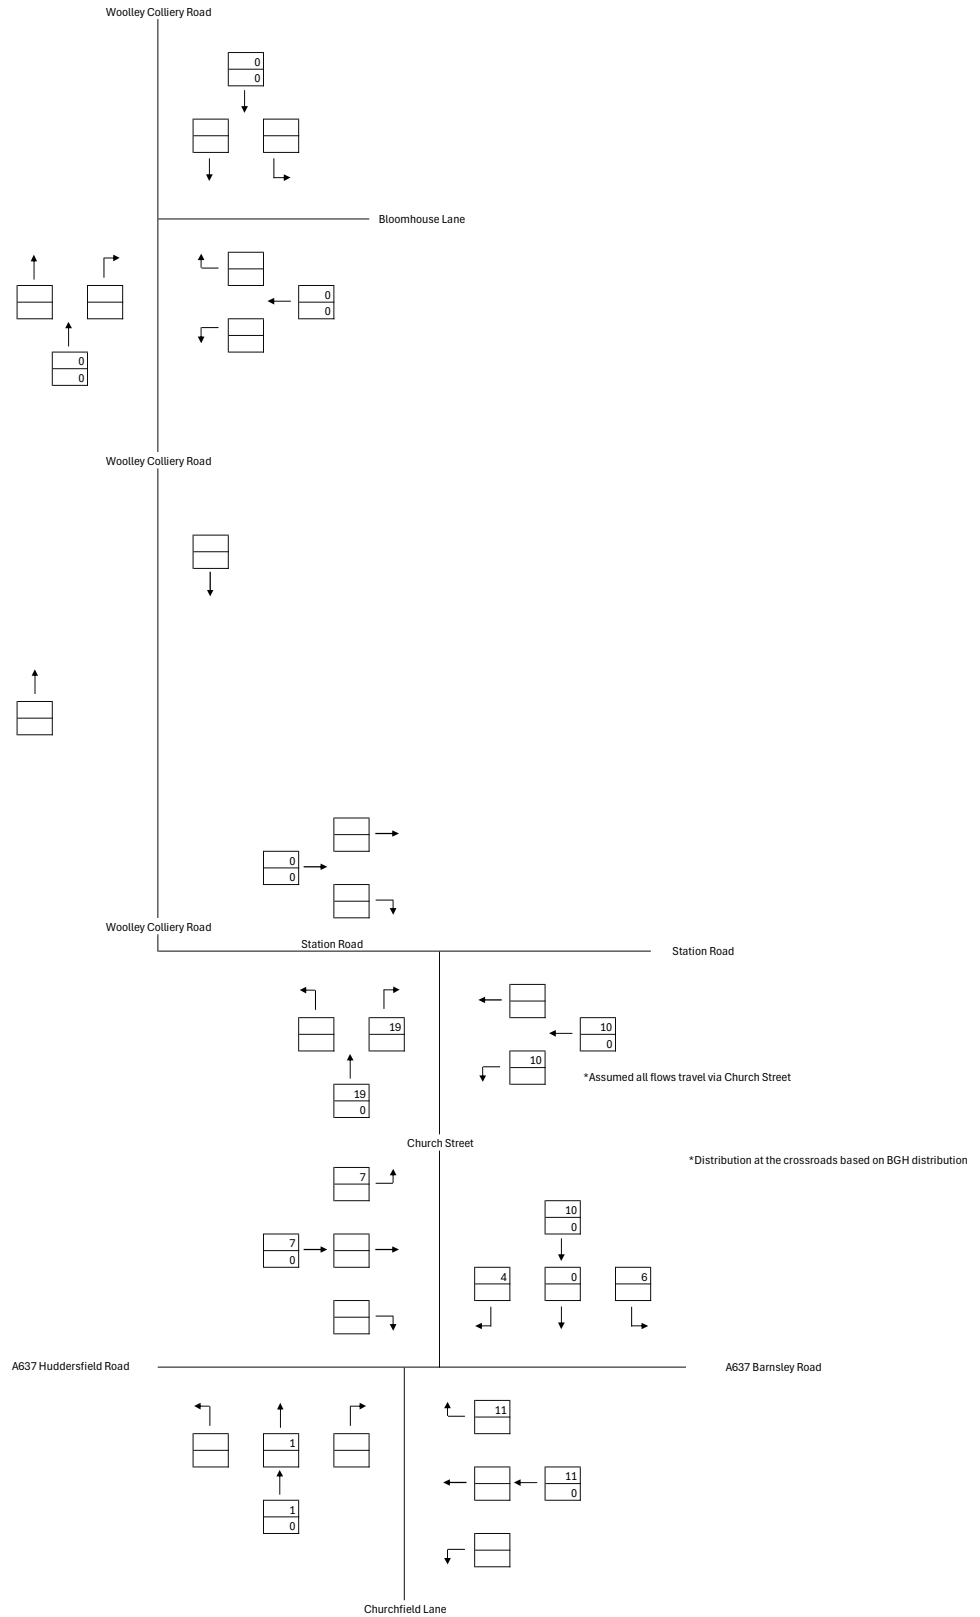 Woolley Colliery Road
0
0
Bloomhouse Lane
0
0
0
0
Woolley Colliery Road
0
0
Woolley Colliery Road
Station Road
Station Road
19
10
0
10
*Assumed all flows travel via Church Street
19
0
Church Street
*Distribution at the crossroads based on BGH distribution
7
10
0
7
0
4
0
6
A637 Huddersfield Road
A637 Barnsley Road
11
1
11
0
1
0
Churchfield Lane